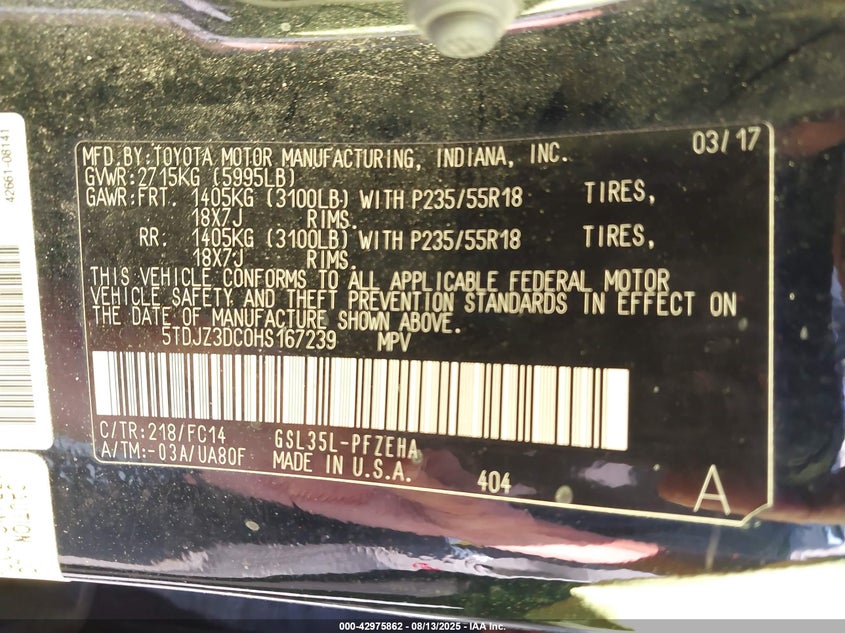 42661-08141
03/17
MFD.BY:TOYOTA MOTOR MANUFACTURING, INDIANA, INC.
GVWR:2715KG (5995LB)
GAWR:FRT. 1405KG (3100LB) WITH P235/55R18 TIRES,
18X7J RIMS.
RR. 1405KG (3100LB) WITH P235/55R18 TIRES,
18X7J RIMS.
THIS VEHICLE CONFORMS TO ALL APPLICABLE FEDERAL MOTOR
VEHICLE SAFETY AND THEFT PREVENTION STANDARDS IN EFFECT ON
THE DATE OF MANUFACTURE SHOWN ABOVE.
5TDJZ3DC0HS167239 MPV
C/TR:218/FC14 GSL35L-PFZEHA
A/TM:-03A/UA80F MADE IN U.S.A. 404
A
000-42975862 - 08/13/2025 - IAA Inc.